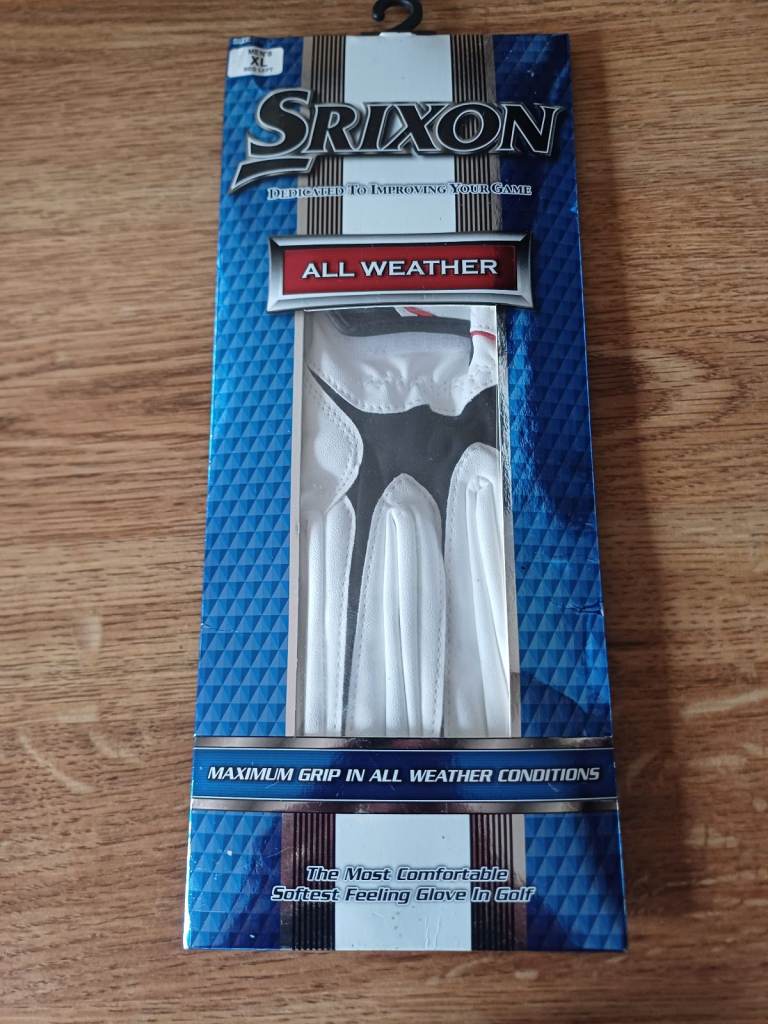 MEN'S
XL
SRIXON
DEDICATED TO IMPROVING YOUR GAME
ALL WEATHER
MAXIMUM GRIP IN ALL WEATHER CONDITIONS
The Most Comfortable
Softest Feeling Glove In Golf